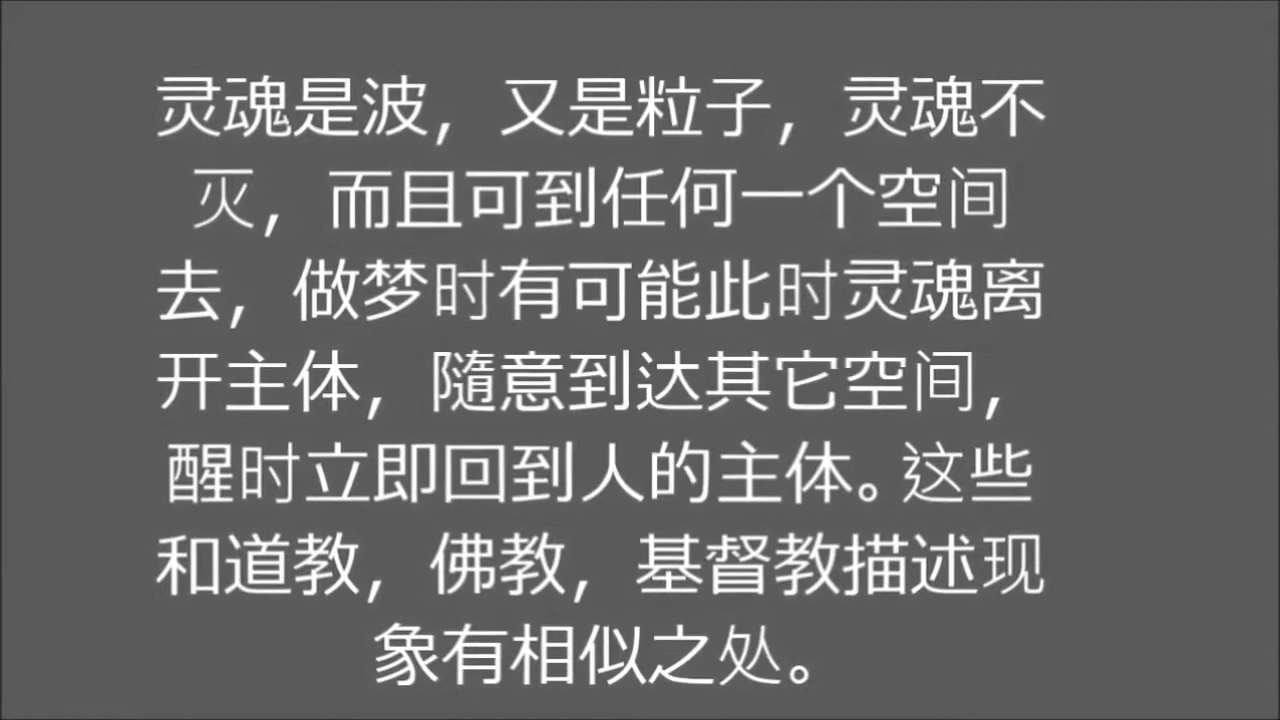 灵魂是波，又是粒子，灵魂不
灭，而且可到任何一个空间
去，做梦时有可能此时灵魂离
开主体，隨意到达其它空间，
醒时立即回到人的主体。这些
和道教，佛教，基督教描述现
象有相似之处。